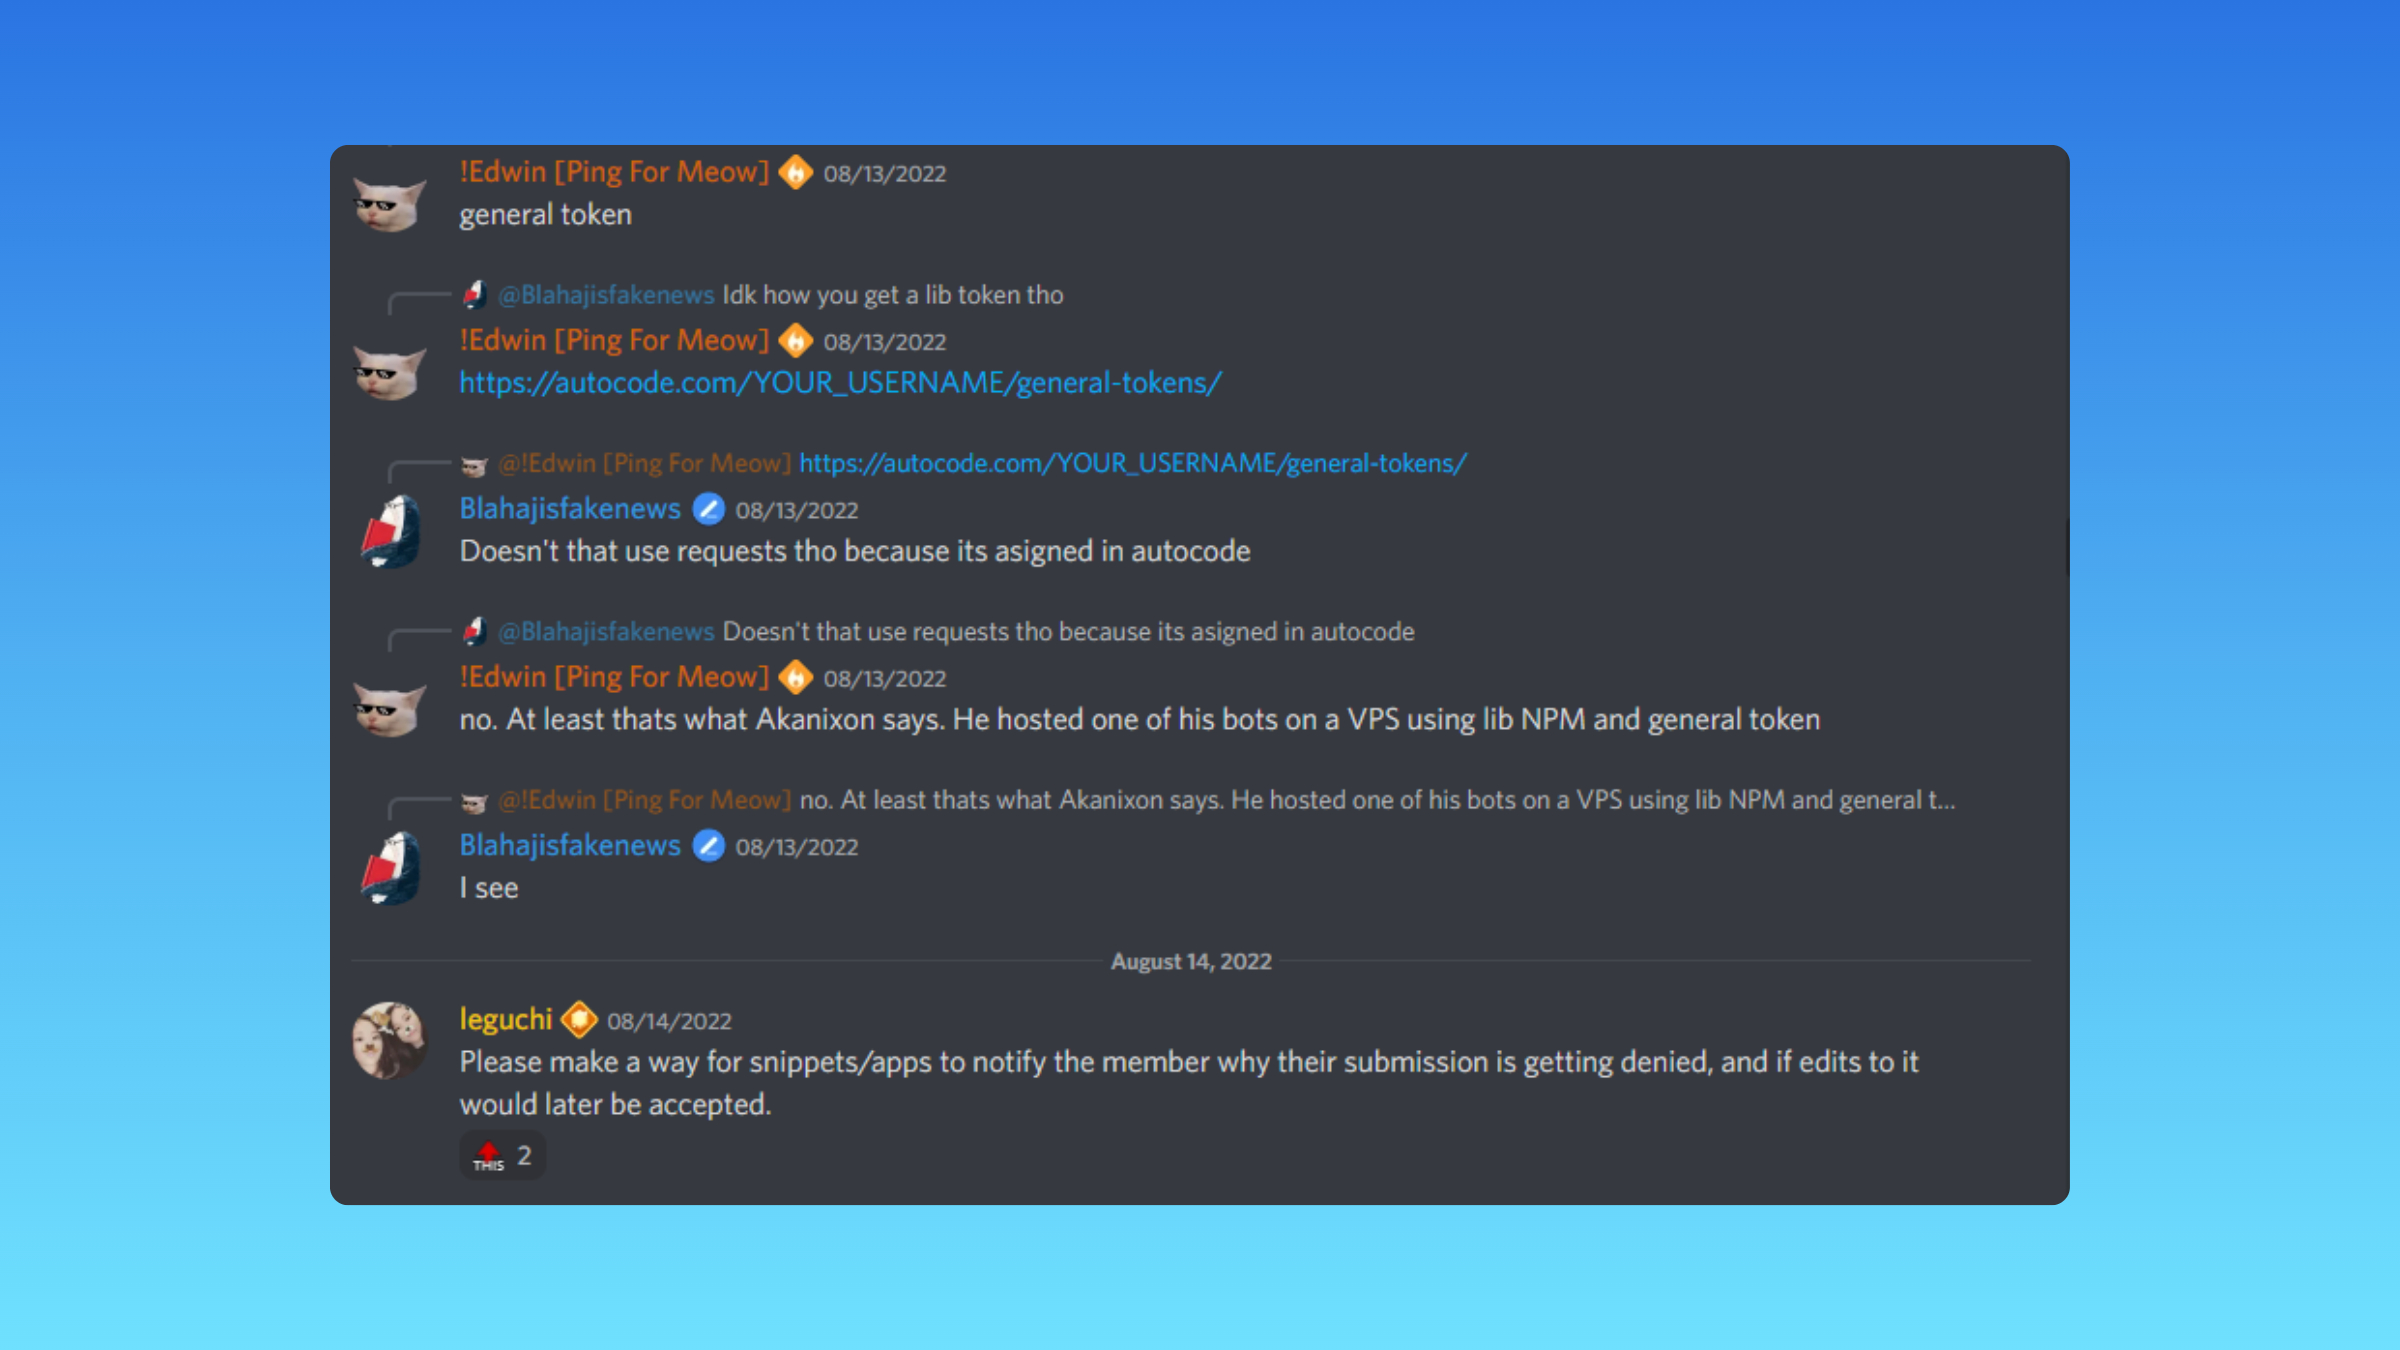 !Edwin [Ping For Meow] 08/13/2022
general token
@Blahajisfakenews Idk how you get a lib token tho
!Edwin [Ping For Meow] 08/13/2022
https://autocode.com/YOUR_USERNAME/general-tokens/
@!Edwin [Ping For Meow] https://autocode.com/YOUR_USERNAME/general-tokens/
Blahajisfakenews 08/13/2022
Doesn't that use requests tho because its asigned in autocode
@Blahajisfakenews Doesn't that use requests tho because its asigned in autocode
!Edwin [Ping For Meow] 08/13/2022
no. At least thats what Akanixon says. He hosted one of his bots on a VPS using lib NPM and general token
@!Edwin [Ping For Meow] no. At least thats what Akanixon says. He hosted one of his bots on a VPS using lib NPM and general t...
Blahajisfakenews 08/13/2022
I see
August 14, 2022
leguchi 08/14/2022
Please make a way for snippets/apps to notify the member why their submission is getting denied, and if edits to it
would later be accepted.
THIS 2